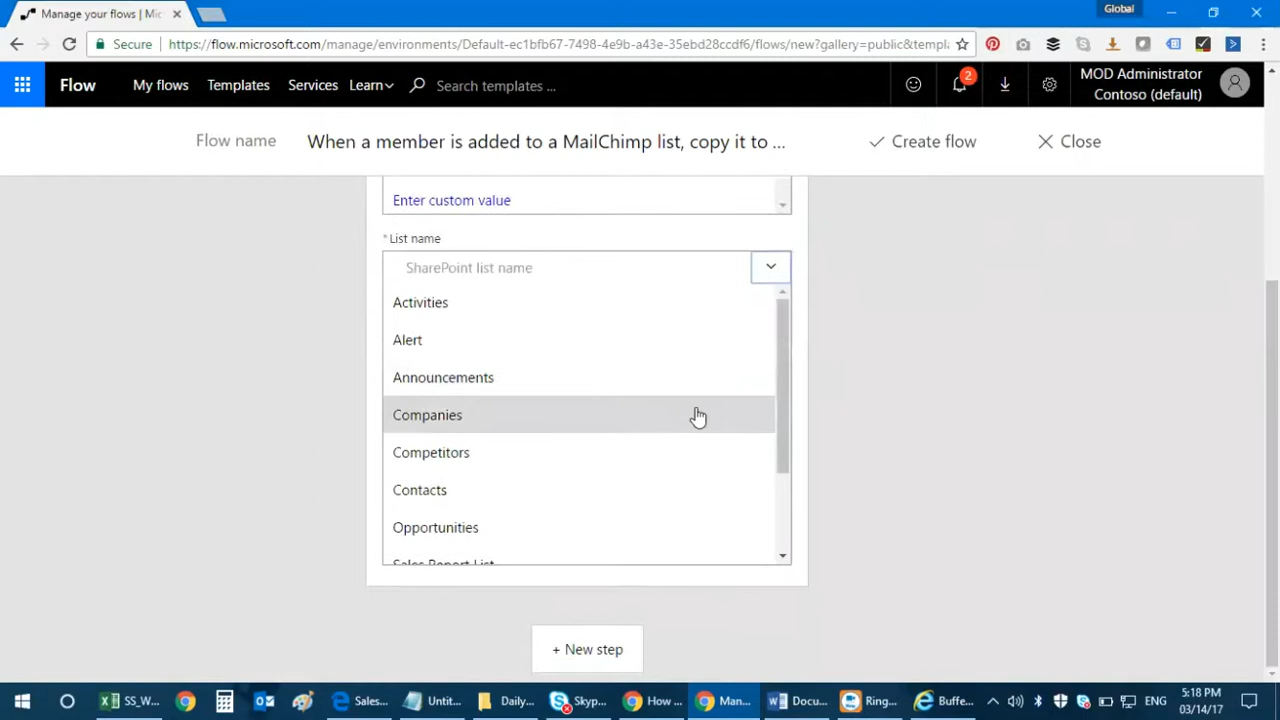 Manage your flows | Mic
Global
Secure
https://flow.microsoft.com/manage/environments/Default-ec1bfb67-7498-4e9b-a43e-35ebd28ccdf6/flows/new?gallery=public&templ
Flow
My flows
Templates
Services
Learn
Search templates ...
2
MOD Administrator
Contoso (default)
Flow name
When a member is added to a MailChimp list, copy it to ...
Create flow
Close
Enter custom value
* List name
SharePoint list name
Activities
Alert
Announcements
Companies
Competitors
Contacts
Opportunities
Sales Report List
+ New step
SS_W...
Sales...
Untit...
Daily...
Skyp...
How ...
Man...
Docu...
Ring...
Buffe...
ENG
5:18 PM
03/14/17